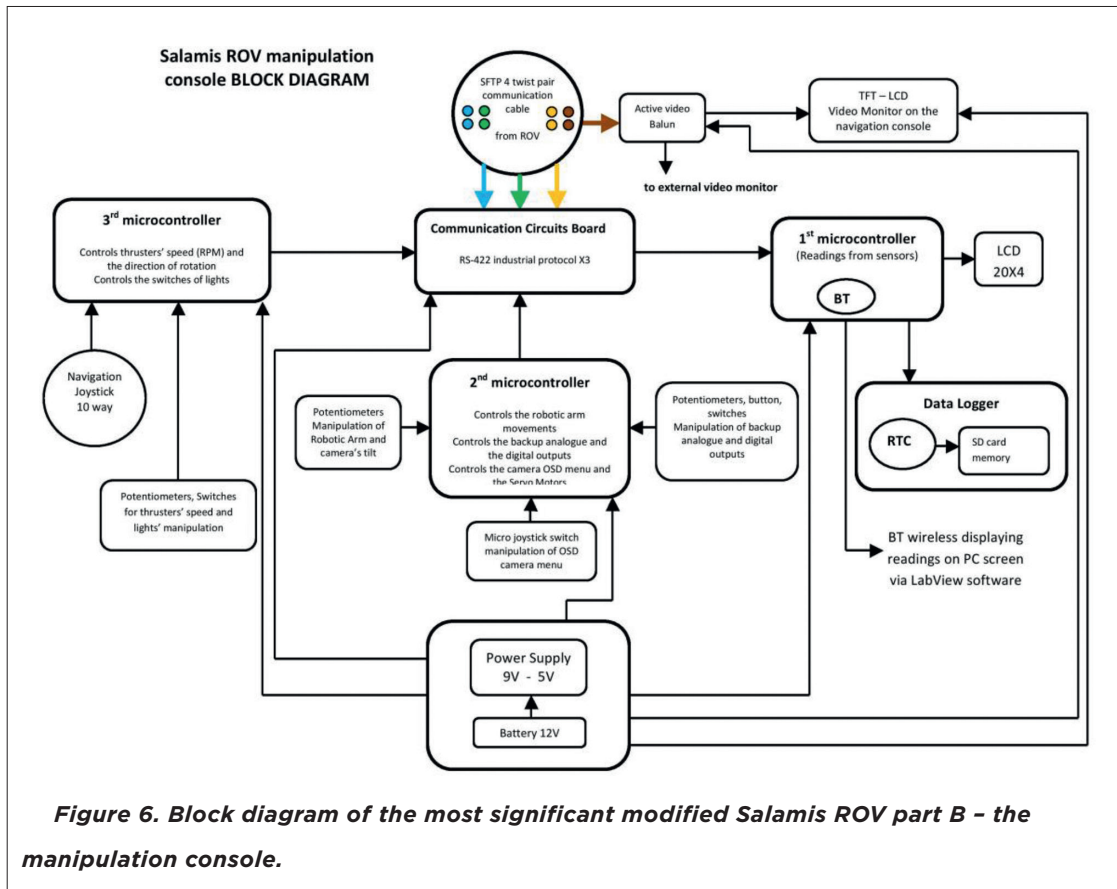 Salamis ROV manipulation
console BLOCK DIAGRAM
SFTP 4 twist pair
communication
cable
from ROV
Active video
Balun
TFT – LCD
Video Monitor on the
navigation console
to external video monitor
3rd microcontroller
Controls thrusters’ speed (RPM) and
the direction of rotation
Controls the switches of lights
Communication Circuits Board
RS-422 industrial protocol X3
1st microcontroller
(Readings from sensors)
BT
LCD
20X4
Navigation
Joystick
10 way
Potentiometers
Manipulation of
Robotic Arm and
camera’s tilt
2nd microcontroller
Controls the robotic arm
movements
Controls the backup analogue and
the digital outputs
Controls the camera OSD menu and
the Servo Motors
Potentiometers, button,
switches
Manipulation of backup
analogue and digital
outputs
Data Logger
RTC
SD card
memory
Potentiometers, Switches
for thrusters’ speed and
lights’ manipulation
Micro joystick switch
manipulation of OSD
camera menu
BT wireless displaying
readings on PC screen
via LabView software
Power Supply
9V - 5V
Battery 12V
Figure 6. Block diagram of the most significant modified Salamis ROV part B – the
manipulation console.